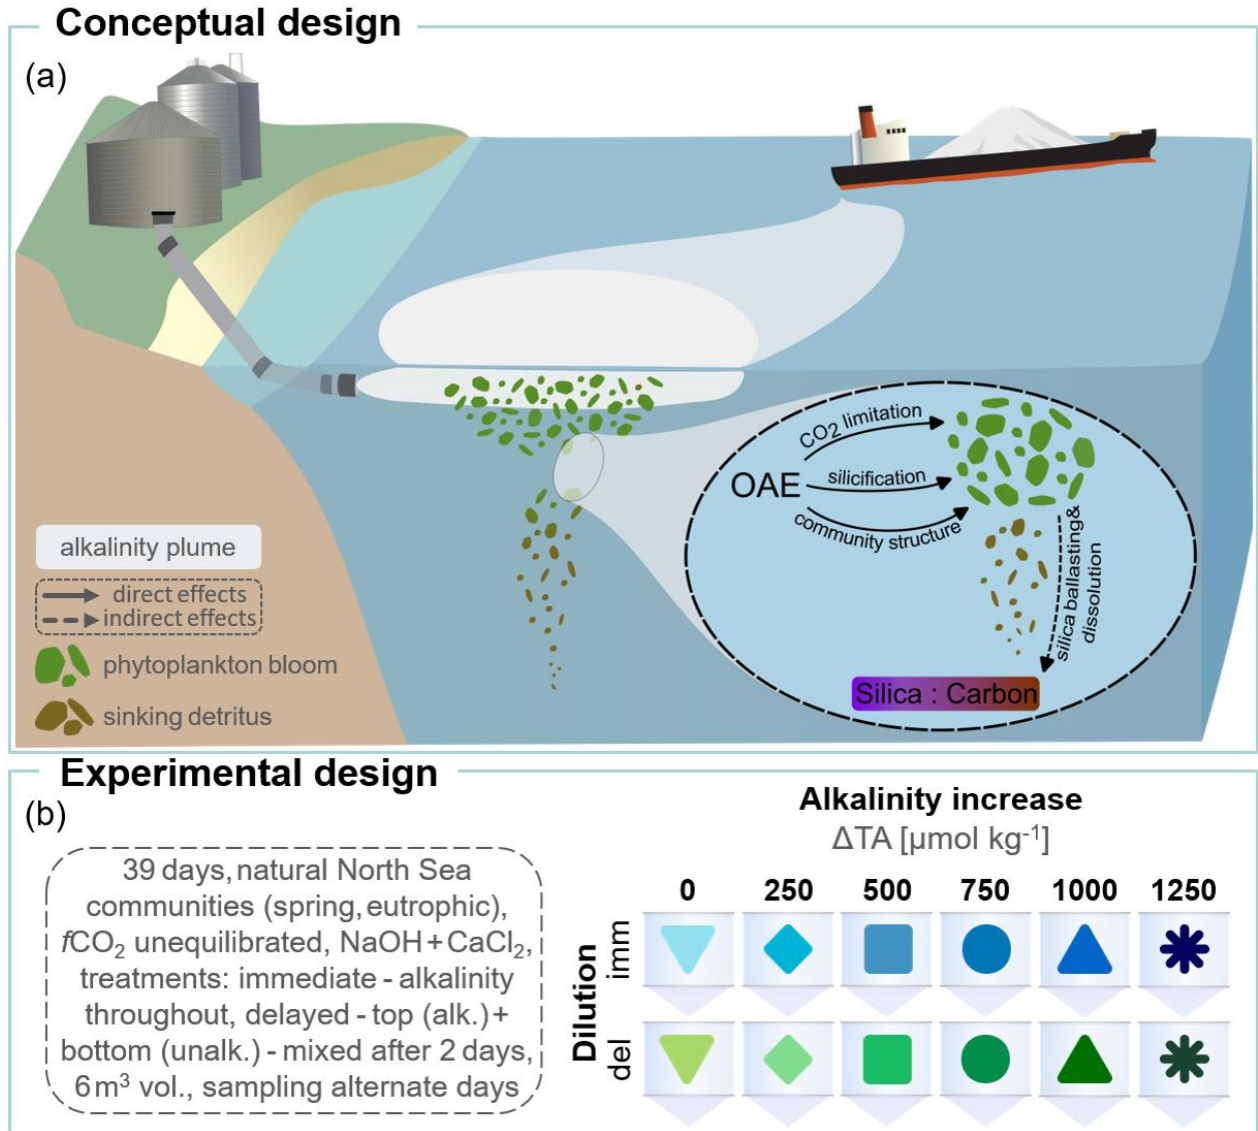 Conceptual design
(a)
CO₂ limitation
OAE
silicification
community structure
silica ballasting&
dissolution
Silica : Carbon
alkalinity plume
direct effects
indirect effects
phytoplankton bloom
sinking detritus
Experimental design
(b)
39 days, natural North Sea
communities (spring, eutrophic),
fCO₂ unequilibrated, NaOH + CaCl₂,
treatments: immediate - alkalinity
throughout, delayed - top (alk.) +
bottom (unalk.) - mixed after 2 days,
6 m³ vol., sampling alternate days
Alkalinity increase
ΔTA [µmol kg⁻¹]
0 250 500 750 1000 1250
Dilution
imm
del